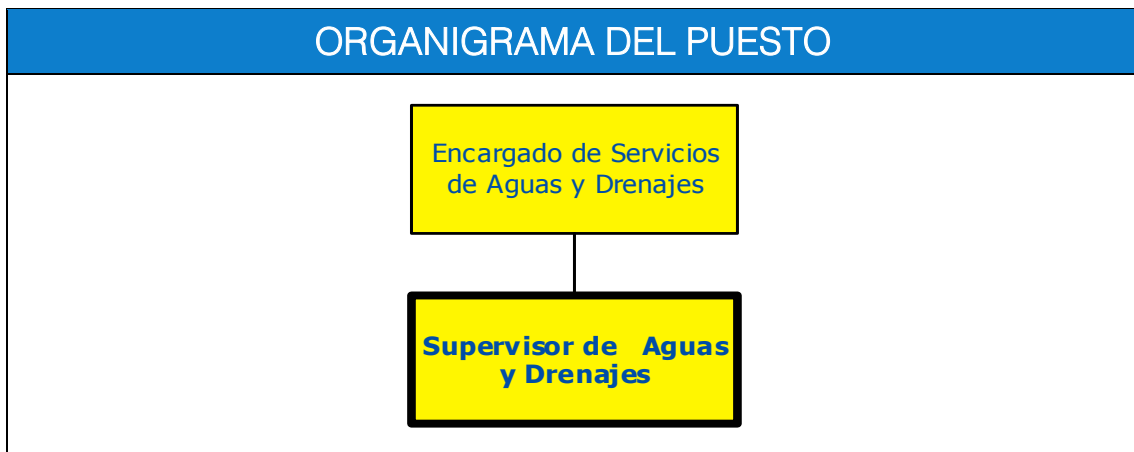 ORGANIGRAMA DEL PUESTO
Encargado de Servicios
de Aguas y Drenajes
Supervisor de Aguas
y Drenajes